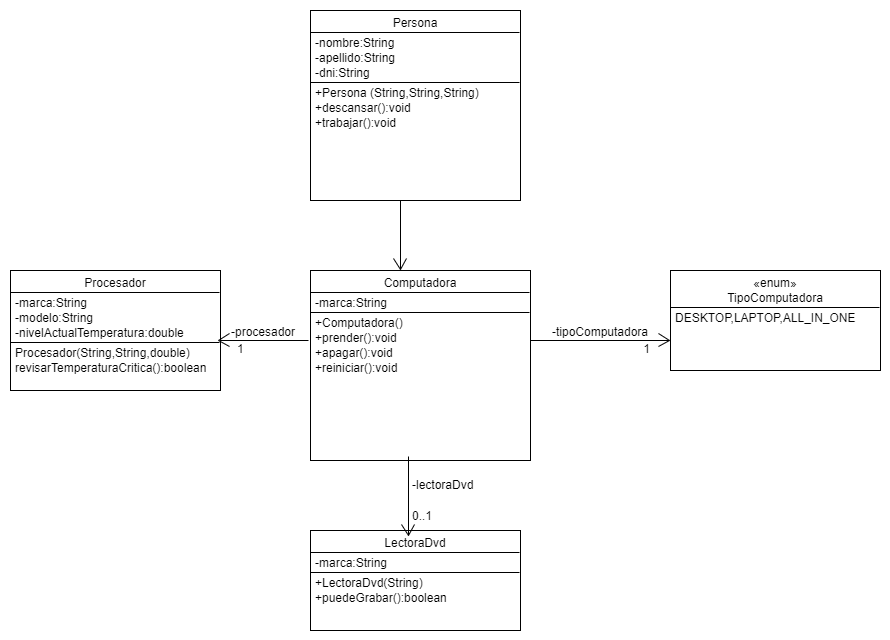 Persona
-nombre:String
-apellido:String
-dni:String
+Persona (String,String,String)
+descansar():void
+trabajar():void
Procesador
-marca:String
-modelo:String
-nivelActualTemperatura:double
Procesador(String,String,double)
revisarTemperaturaCritica():boolean
-procesador
1
Computadora
-marca:String
+Computadora()
+prender():void
+apagar():void
+reiniciar():void
-tipoComputadora
1
«enum»
TipoComputadora
DESKTOP,LAPTOP,ALL_IN_ONE
-lectoraDvd
0..1
LectoraDvd
-marca:String
+LectoraDvd(String)
+puedeGrabar():boolean